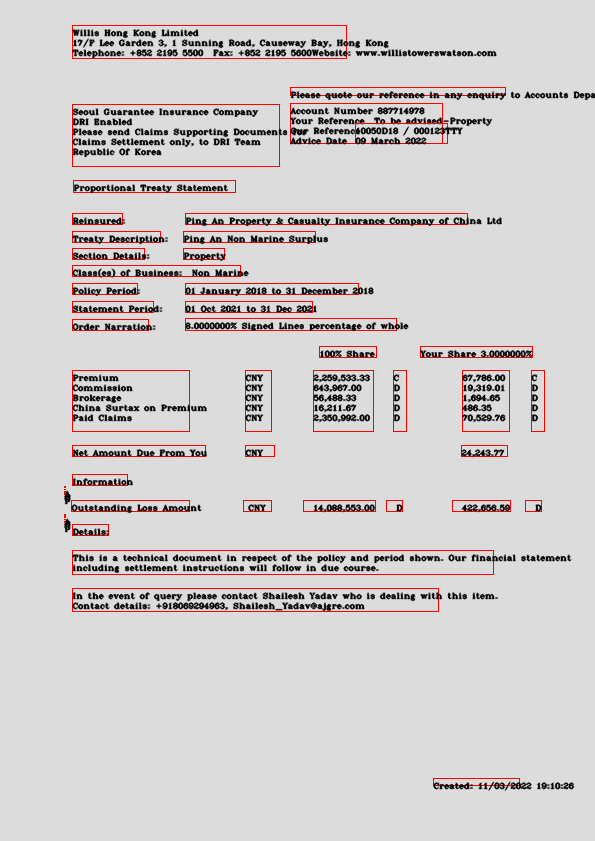 Willis Hong Kong Limited
17/F Lee Garden 3, 1 Sunning Road, Causeway Bay, Hong Kong
Telephone: +852 2195 5500 Fax: +852 2195 5600Website: www.willistowerswatson.com
Please quote our reference in any enquiry to Accounts Depa
Seoul Guarantee Insurance Company
DRI Enabled
Please send Claims Supporting Documents for
Claims Settlement only, to DRI Team
Republic Of Korea
Account Number 887714978
Your Reference To be advised-Property
Our Reference 10050D18 / 000123TTY
Advice Date 09 March 2022
Proportional Treaty Statement
Reinsured: Ping An Property & Casualty Insurance Company of China Ltd
Treaty Description: Ping An Non Marine Surplus
Section Details: Property
Class(es) of Business: Non Marine
Policy Period: 01 January 2018 to 31 December 2018
Statement Period: 01 Oct 2021 to 31 Dec 2021
Order Narration: 8.0000000% Signed Lines percentage of whole
100% Share Your Share 3.0000000%
Premium CNY 2,259,533.33 C 67,786.00 C
Commission CNY 643,967.00 D 19,319.01 D
Brokerage CNY 56,488.33 D 1,694.65 D
China Surtax on Premium CNY 16,211.67 D 486.35 D
Paid Claims CNY 2,350,992.00 D 70,529.76 D
Net Amount Due From You CNY 24,243.77
Information
Outstanding Loss Amount CNY 14,088,553.00 D 422,656.59 D
Details:
This is a technical document in respect of the policy and period shown. Our financial statement
including settlement instructions will follow in due course.
In the event of query please contact Shailesh Yadav who is dealing with this item.
Contact details: +918069294963, Shailesh_Yadav@ajgre.com
Created: 11/03/2022 19:10:26